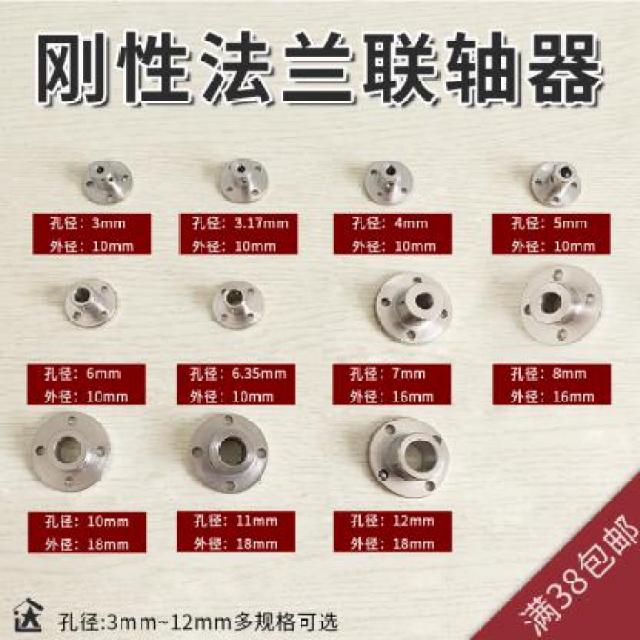 刚性法兰联轴器
孔径：3mm
外径：10mm
孔径：3.17mm
外径：10mm
孔径：4mm
外径：10mm
孔径：5mm
外径：10mm
孔径：6mm
外径：10mm
孔径：6.35mm
外径：10mm
孔径：7mm
外径：16mm
孔径：8mm
外径：16mm
孔径：10mm
外径：18mm
孔径：11mm
外径：18mm
孔径：12mm
外径：18mm
满38包邮
孔径:3mm~12mm多规格可选